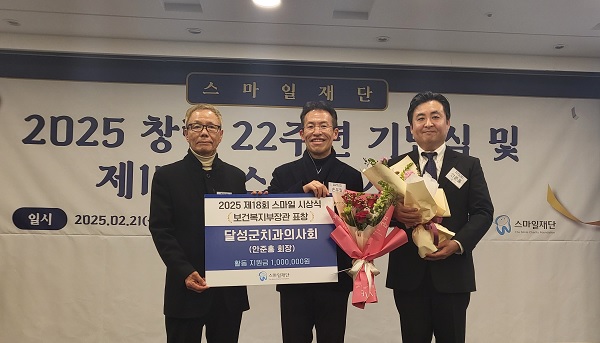 스마일재단
2025 창 22주년 기념식 및
제1
일시
2025.02.21(
스마일재단
2025 제18회 스마일 시상식
보건복지부장관 표창
달성군치과의사회
(안준홀 회장)
활동 지원금 1,000,000원
스마일재단